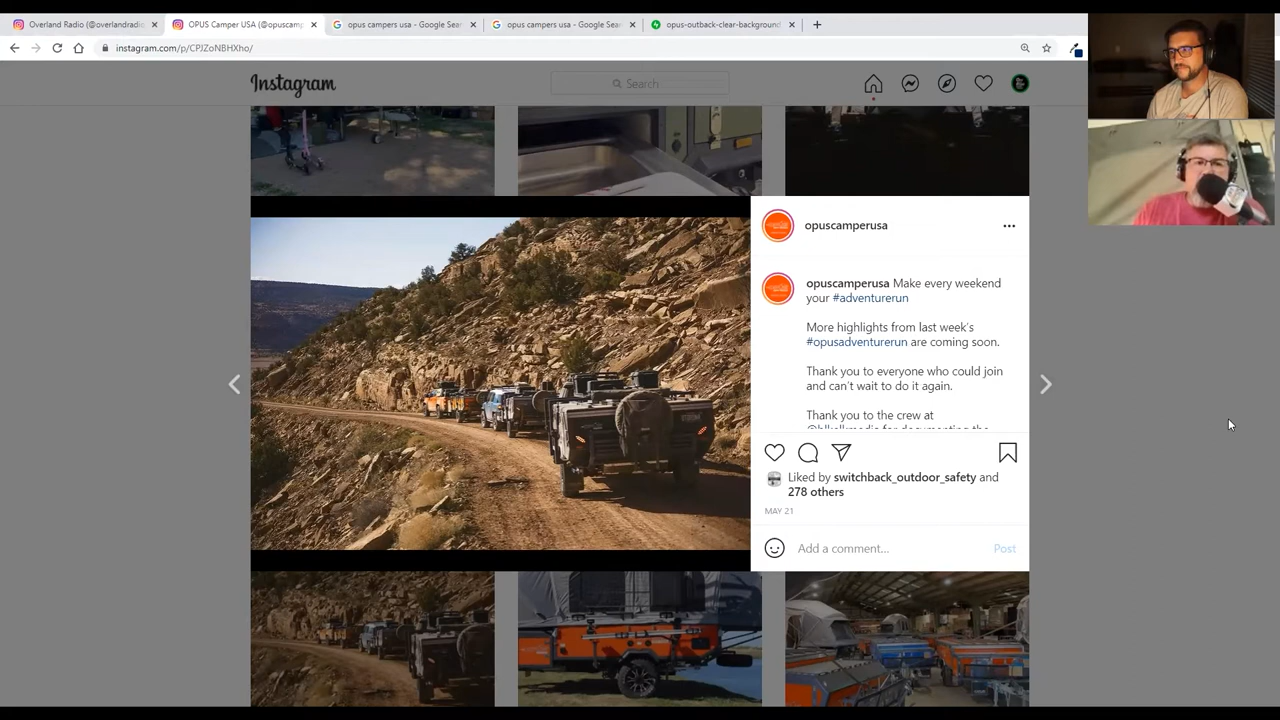 Overland Radio (@overlandradio
OPUS Camper USA (@opuscamp
opus campers usa - Google Sear
opus campers usa - Google Sear
opus-outback-clear-background
instagram.com/p/CPJZoNBHXho/
Instagram
Search
opuscamperusa
opuscamperusa Make every weekend
your #adventurerun
More highlights from last week's
#opusadventurerun are coming soon.
Thank you to everyone who could join
and can't wait to do it again.
Thank you to the crew at
Liked by switchback_outdoor_safety and
278 others
MAY 21
Add a comment...
Post